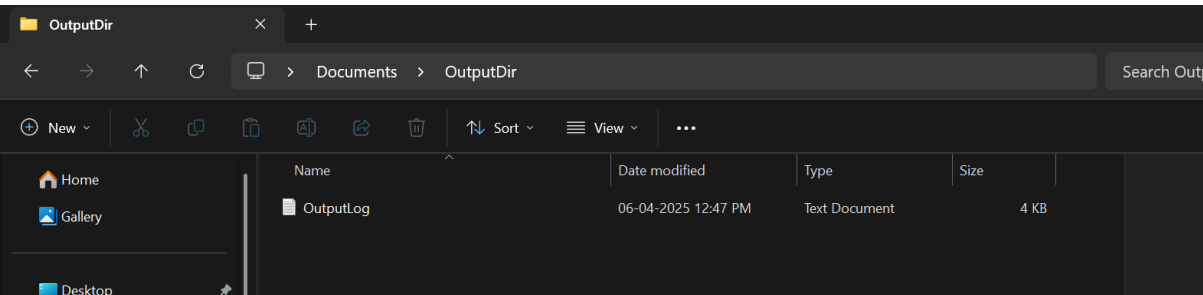 OutputDir
Documents
OutputDir
Search Out
New
Sort
View
Name
Date modified
Type
Size
Home
OutputLog
06-04-2025 12:47 PM
Text Document
4 KB
Gallery
Desktop